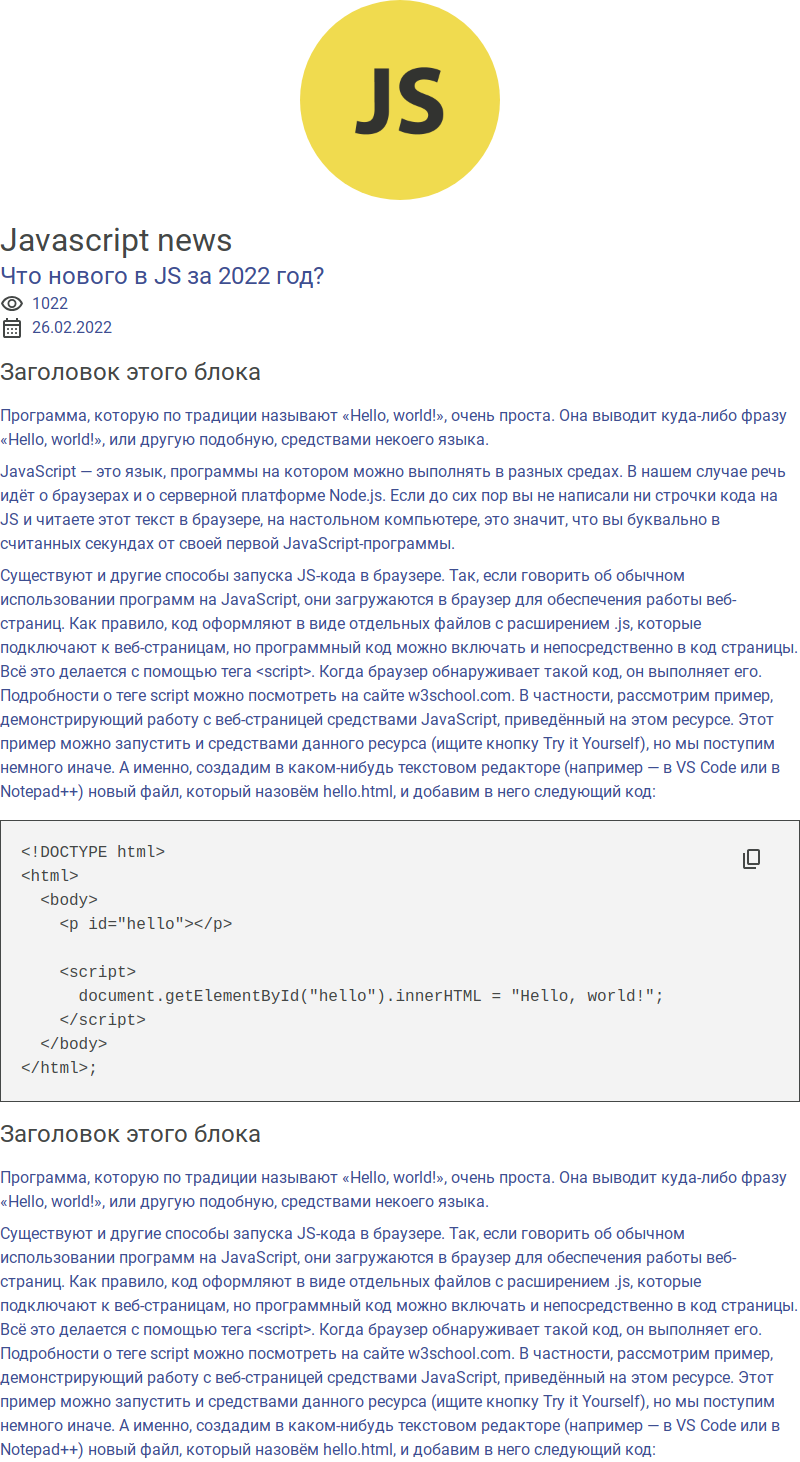 JS
Javascript news
Что нового в JS за 2022 год?
1022
26.02.2022
Заголовок этого блока
Программа, которую по традиции называют «Hello, world!», очень проста. Она выводит куда-либо фразу
«Hello, world!», или другую подобную, средствами некоего языка.
JavaScript — это язык, программы на котором можно выполнять в разных средах. В нашем случае речь
идёт о браузерах и о серверной платформе Node.js. Если до сих пор вы не написали ни строчки кода на
JS и читаете этот текст в браузере, на настольном компьютере, это значит, что вы буквально в
считанных секундах от своей первой JavaScript-программы.
Существуют и другие способы запуска JS-кода в браузере. Так, если говорить об обычном
использовании программ на JavaScript, они загружаются в браузер для обеспечения работы веб-
страниц. Как правило, код оформляют в виде отдельных файлов с расширением .js, которые
подключают к веб-страницам, но программный код можно включать и непосредственно в код страницы.
Всё это делается с помощью тега <script>. Когда браузер обнаруживает такой код, он выполняет его.
Подробности о теге script можно посмотреть на сайте w3school.com. В частности, рассмотрим пример,
демонстрирующий работу с веб-страницей средствами JavaScript, приведённый на этом ресурсе. Этот
пример можно запустить и средствами данного ресурса (ищите кнопку Try it Yourself), но мы поступим
немного иначе. А именно, создадим в каком-нибудь текстовом редакторе (например — в VS Code или в
Notepad++) новый файл, который назовём hello.html, и добавим в него следующий код:
<!DOCTYPE html>
<html>
  <body>
    <p id="hello"></p>
    <script>
      document.getElementById("hello").innerHTML = "Hello, world!";
    </script>
  </body>
</html>;
Заголовок этого блока
Программа, которую по традиции называют «Hello, world!», очень проста. Она выводит куда-либо фразу
«Hello, world!», или другую подобную, средствами некоего языка.
Существуют и другие способы запуска JS-кода в браузере. Так, если говорить об обычном
использовании программ на JavaScript, они загружаются в браузер для обеспечения работы веб-
страниц. Как правило, код оформляют в виде отдельных файлов с расширением .js, которые
подключают к веб-страницам, но программный код можно включать и непосредственно в код страницы.
Всё это делается с помощью тега <script>. Когда браузер обнаруживает такой код, он выполняет его.
Подробности о теге script можно посмотреть на сайте w3school.com. В частности, рассмотрим пример,
демонстрирующий работу с веб-страницей средствами JavaScript, приведённый на этом ресурсе. Этот
пример можно запустить и средствами данного ресурса (ищите кнопку Try it Yourself), но мы поступим
немного иначе. А именно, создадим в каком-нибудь текстовом редакторе (например — в VS Code или в
Notepad++) новый файл, который назовём hello.html, и добавим в него следующий код: